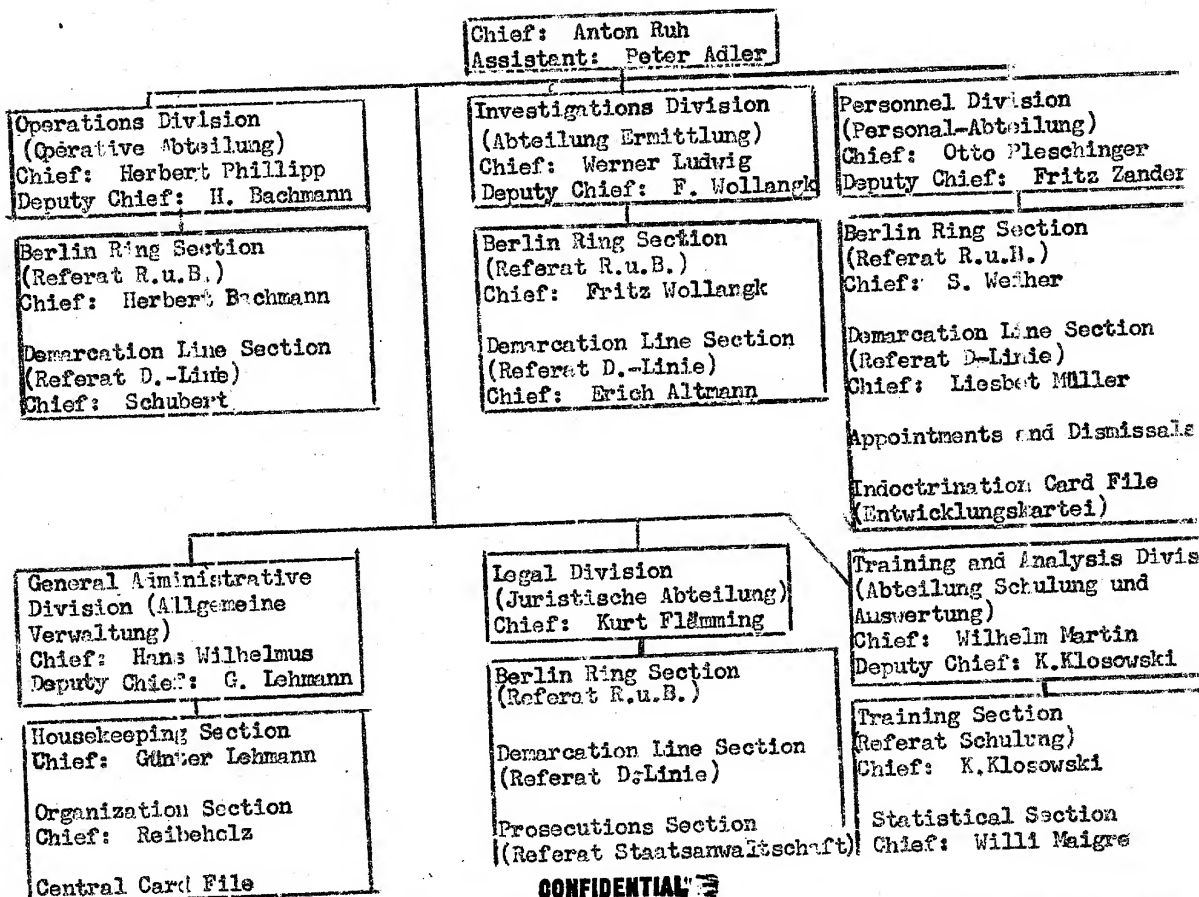 Chief: Anton Ruh
Assistant: Peter Adler
Operations Division
(Operative Abteilung)
Chief: Herbert Phillipp
Deputy Chief: H. Bachmann
Berlin Ring Section
(Referat R.u.B.)
Chief: Herbert Bachmann
Demarcation Line Section
(Referat D.-Linie)
Chief: Schubert
Investigations Division
(Abteilung Ermittlung)
Chief: Werner Ludwig
Deputy Chief: F. Wollangk
Berlin Ring Section
(Referat R.u.B.)
Chief: Fritz Wollangk
Demarcation Line Section
(Referat D.-Linie)
Chief: Erich Altmann
Personnel Division
(Personal-Abteilung)
Chief: Otto Pleschinger
Deputy Chief: Fritz Zander
Berlin Ring Section
(Referat R.u.B.)
Chief: S. Weiher
Demarcation Line Section
(Referat D-Linie)
Chief: Liesbet Müller
Appointments and Dismissals
Indoctrination Card File
(Entwicklungskartei)
General Administrative
Division (Allgemeine
Verwaltung)
Chief: Hans Wilhelmus
Deputy Chief: G. Lehmann
Housekeeping Section
Chief: Günter Lehmann
Organization Section
Chief: Reibeholz
Central Card File
Legal Division
(Juristische Abteilung)
Chief: Kurt Flämming
Berlin Ring Section
(Referat R.u.B.)
Demarcation Line Section
(Referat D.Linie)
Prosecutions Section
(Referat Staatsanwaltschaft)
Training and Analysis Divis
(Abteilung Schulung und
Auswertung)
Chief: Wilhelm Martin
Deputy Chief: K.Klosowski
Training Section
(Referat Schulung)
Chief: K.Klosowski
Statistical Section
Chief: Willi Maigre
CONFIDENTIAL